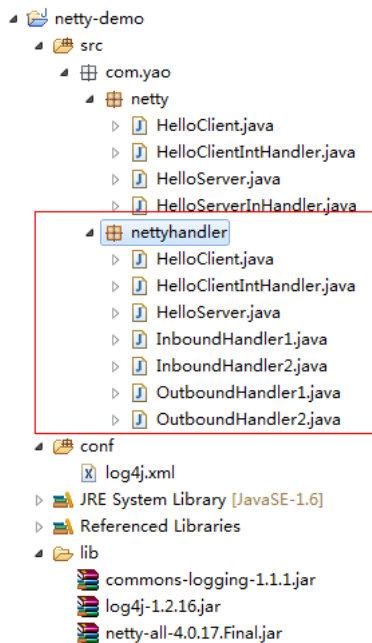 netty-demo
src
com.yao
netty
HelloClient.java
HelloClientIntHandler.java
HelloServer.java
HelloServerInHandler.java
nettyhandler
HelloClient.java
HelloClientIntHandler.java
HelloServer.java
InboundHandler1.java
InboundHandler2.java
OutboundHandler1.java
OutboundHandler2.java
conf
log4j.xml
JRE System Library [JavaSE-1.6]
Referenced Libraries
lib
commons-logging-1.1.1.jar
log4j-1.2.16.jar
netty-all-4.0.17.Final.jar